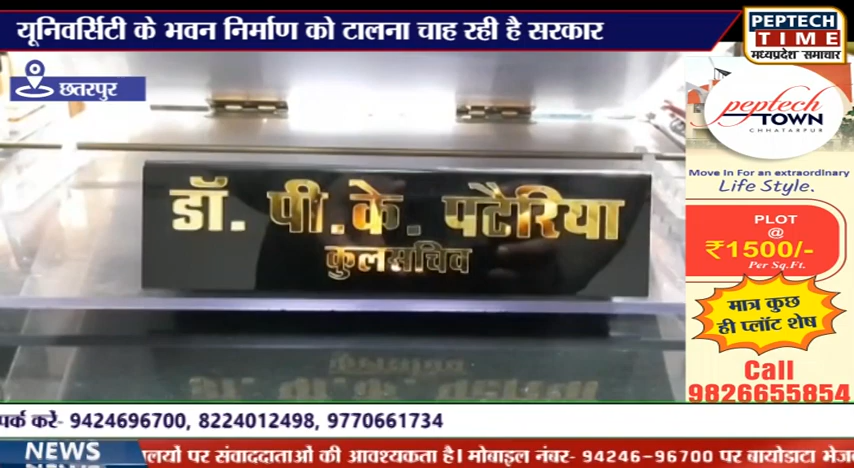 यूनिवर्सिटी के भवन निर्माण को टालना चाह रही है सरकार
PEPTECH
TIME
मध्यप्रदेश समाचार
छतरपुर
peptech
TOWN
CHHATARPUR
Move In For an extraordinary
Life Style.
डॉ. पी.के. पटैरिया
कुलसचिव
PLOT
@
₹1500/-
Per Sq.Ft.
मात्र कुछ
ही प्लॉट शेष
Call
9826655854
पर्क करें- 9424696700, 8224012498, 9770661734
NEWS
लयों पर संवाददाताओं की आवश्यकता है। मोबाइल नंबर- 94246-96700 पर बायोडाटा भेज